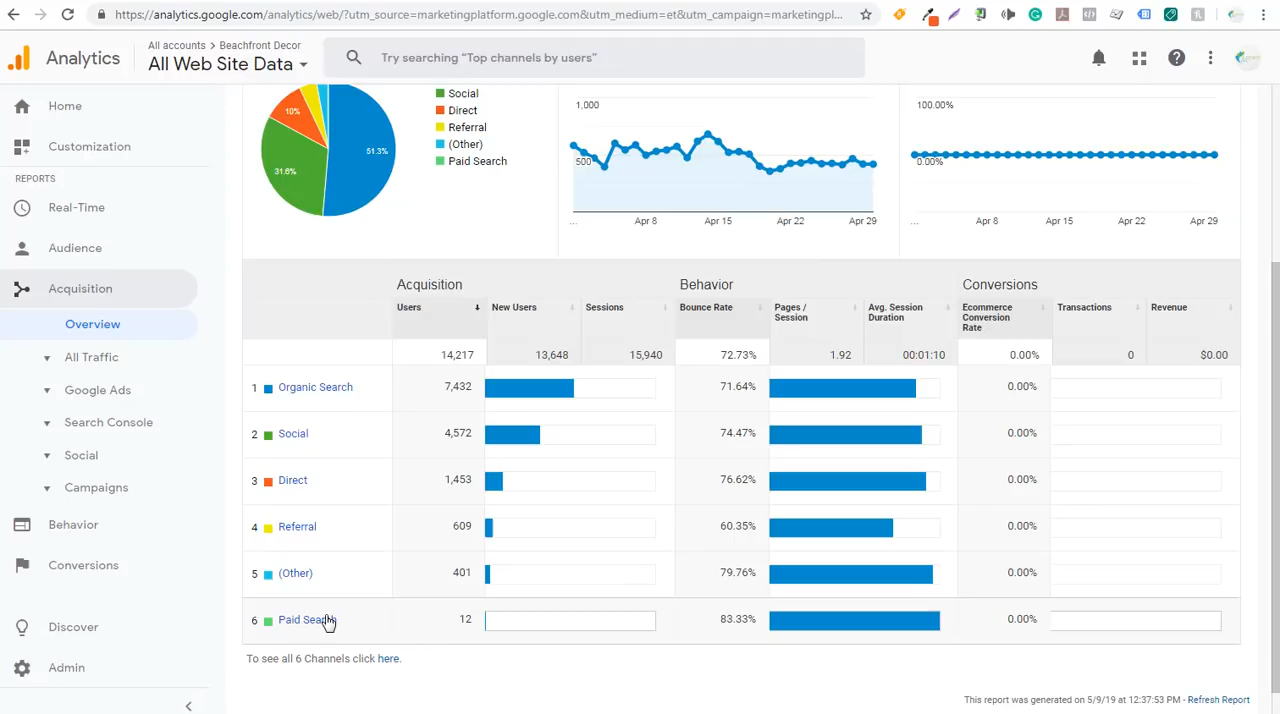 https://analytics.google.com/analytics/web/?utm_source=marketingplatform.google.com&utm_medium=et&utm_campaign=marketingpl...
Analytics
All accounts > Beachfront Decor
All Web Site Data
Try searching “Top channels by users”
Home
Customization
REPORTS
Real-Time
Audience
Acquisition
Overview
All Traffic
Google Ads
Search Console
Social
Campaigns
Behavior
Conversions
Discover
Admin
51.3%
31.6%
10%
Social
Direct
Referral
(Other)
Paid Search
1,000
500
... Apr 8 Apr 15 Apr 22 Apr 29
100.00%
0.00%
... Apr 8 Apr 15 Apr 22 Apr 29
Acquisition Behavior Conversions
Users New Users Sessions Bounce Rate Pages / Session Avg. Session Duration Ecommerce Conversion Rate Transactions Revenue
14,217 13,648 15,940 72.73% 1.92 00:01:10 0.00% 0 $0.00
1 Organic Search 7,432 71.64% 0.00%
2 Social 4,572 74.47% 0.00%
3 Direct 1,453 76.62% 0.00%
4 Referral 609 60.35% 0.00%
5 (Other) 401 79.76% 0.00%
6 Paid Search 12 83.33% 0.00%
To see all 6 Channels click here.
This report was generated on 5/9/19 at 12:37:53 PM - Refresh Report